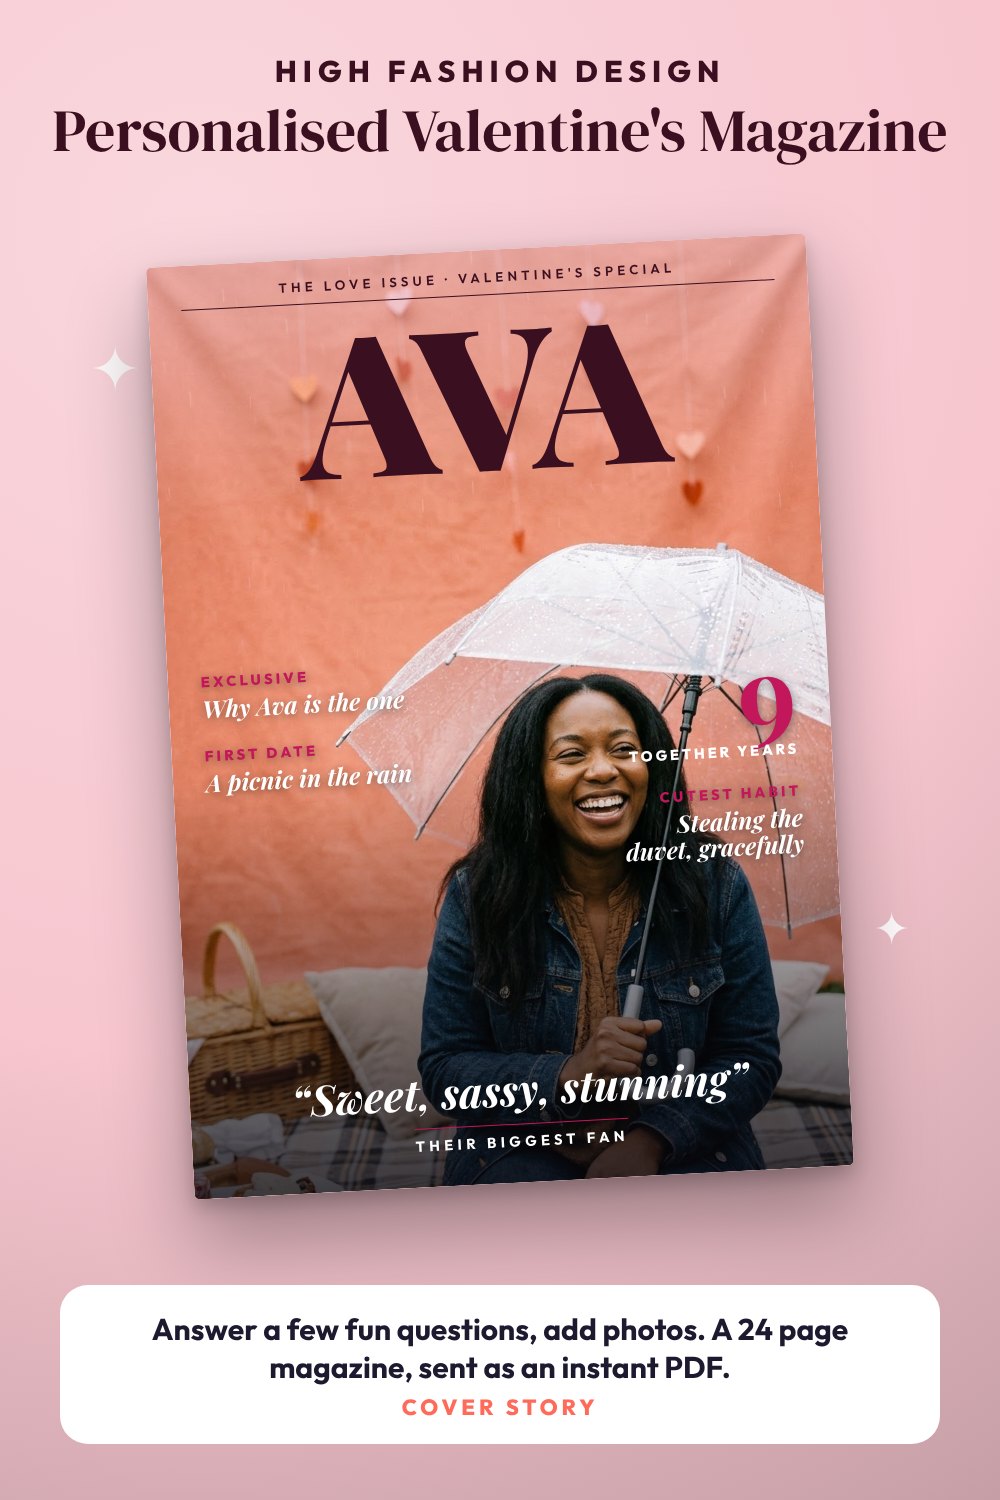 HIGH FASHION DESIGN
Personalised Valentine's Magazine
THE LOVE ISSUE · VALENTINE'S SPECIAL
AVA
EXCLUSIVE
Why Ava is the one
FIRST DATE
A picnic in the rain
9
TOGETHER YEARS
CUTEST HABIT
Stealing the
duvet, gracefully
“Sweet, sassy, stunning”
THEIR BIGGEST FAN
Answer a few fun questions, add photos. A 24 page
magazine, sent as an instant PDF.
COVER STORY